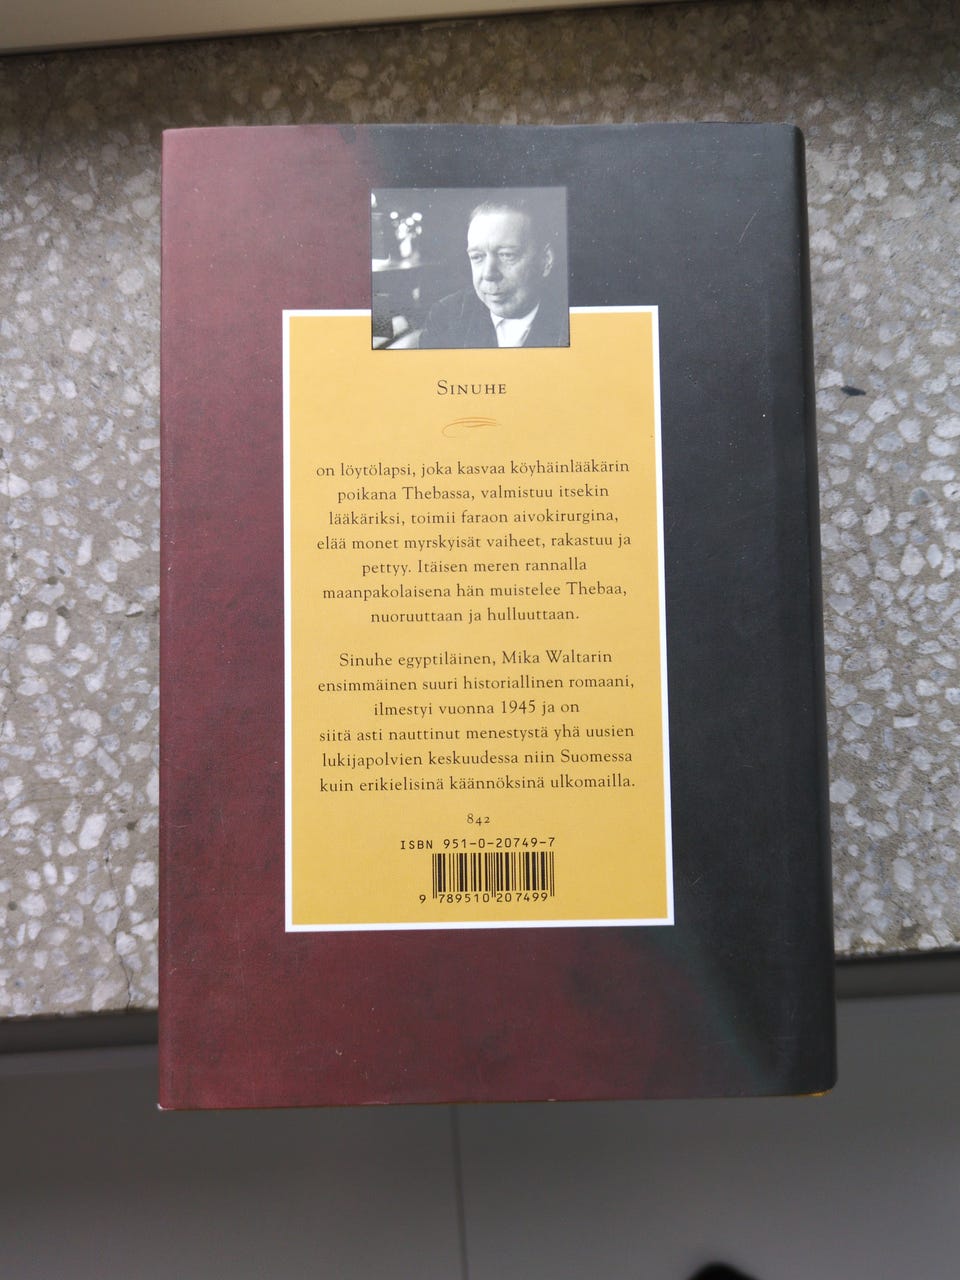 SINUHE
on löytölapsi, joka kasvaa köyhäinlääkärin
poikana Thebassa, valmistuu itsekin
lääkäriksi, toimii faraon aivokirurgina,
elää monet myrskyisät vaiheet, rakastuu ja
pettyy. Itäisen meren rannalla
maanpakolaisena hän muistelee Thebaa,
nuoruuttaan ja hulluuttaan.
Sinuhe egyptiläinen, Mika Waltarin
ensimmäinen suuri historiallinen romaani,
ilmestyi vuonna 1945 ja on
siitä asti nauttinut menestystä yhä uusien
lukijapolvien keskuudessa niin Suomessa
kuin erikielisinä käännöksinä ulkomailla.
842
ISBN 951-0-20749-7
9 789510 207499